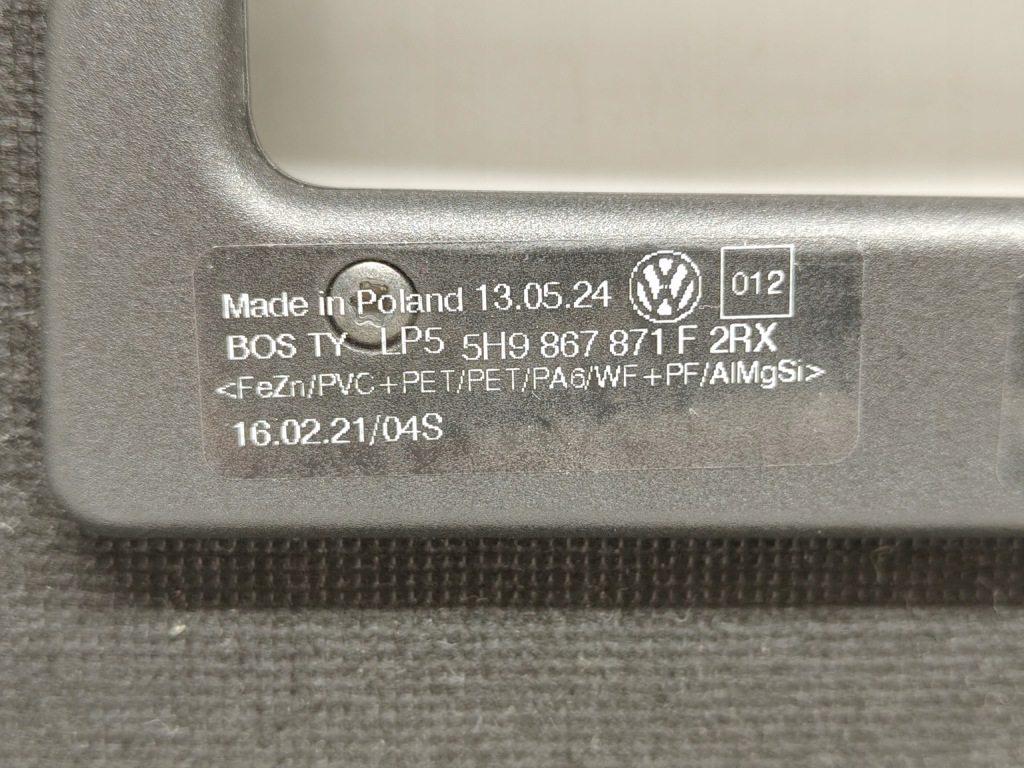 Made in Poland 13.05.24 012
BOS TY LP5 5H9 867 871 F 2RX
<FeZn/PVC+PET/PET/PA6/WF+PF/AlMgSi>
16.02.21/04S